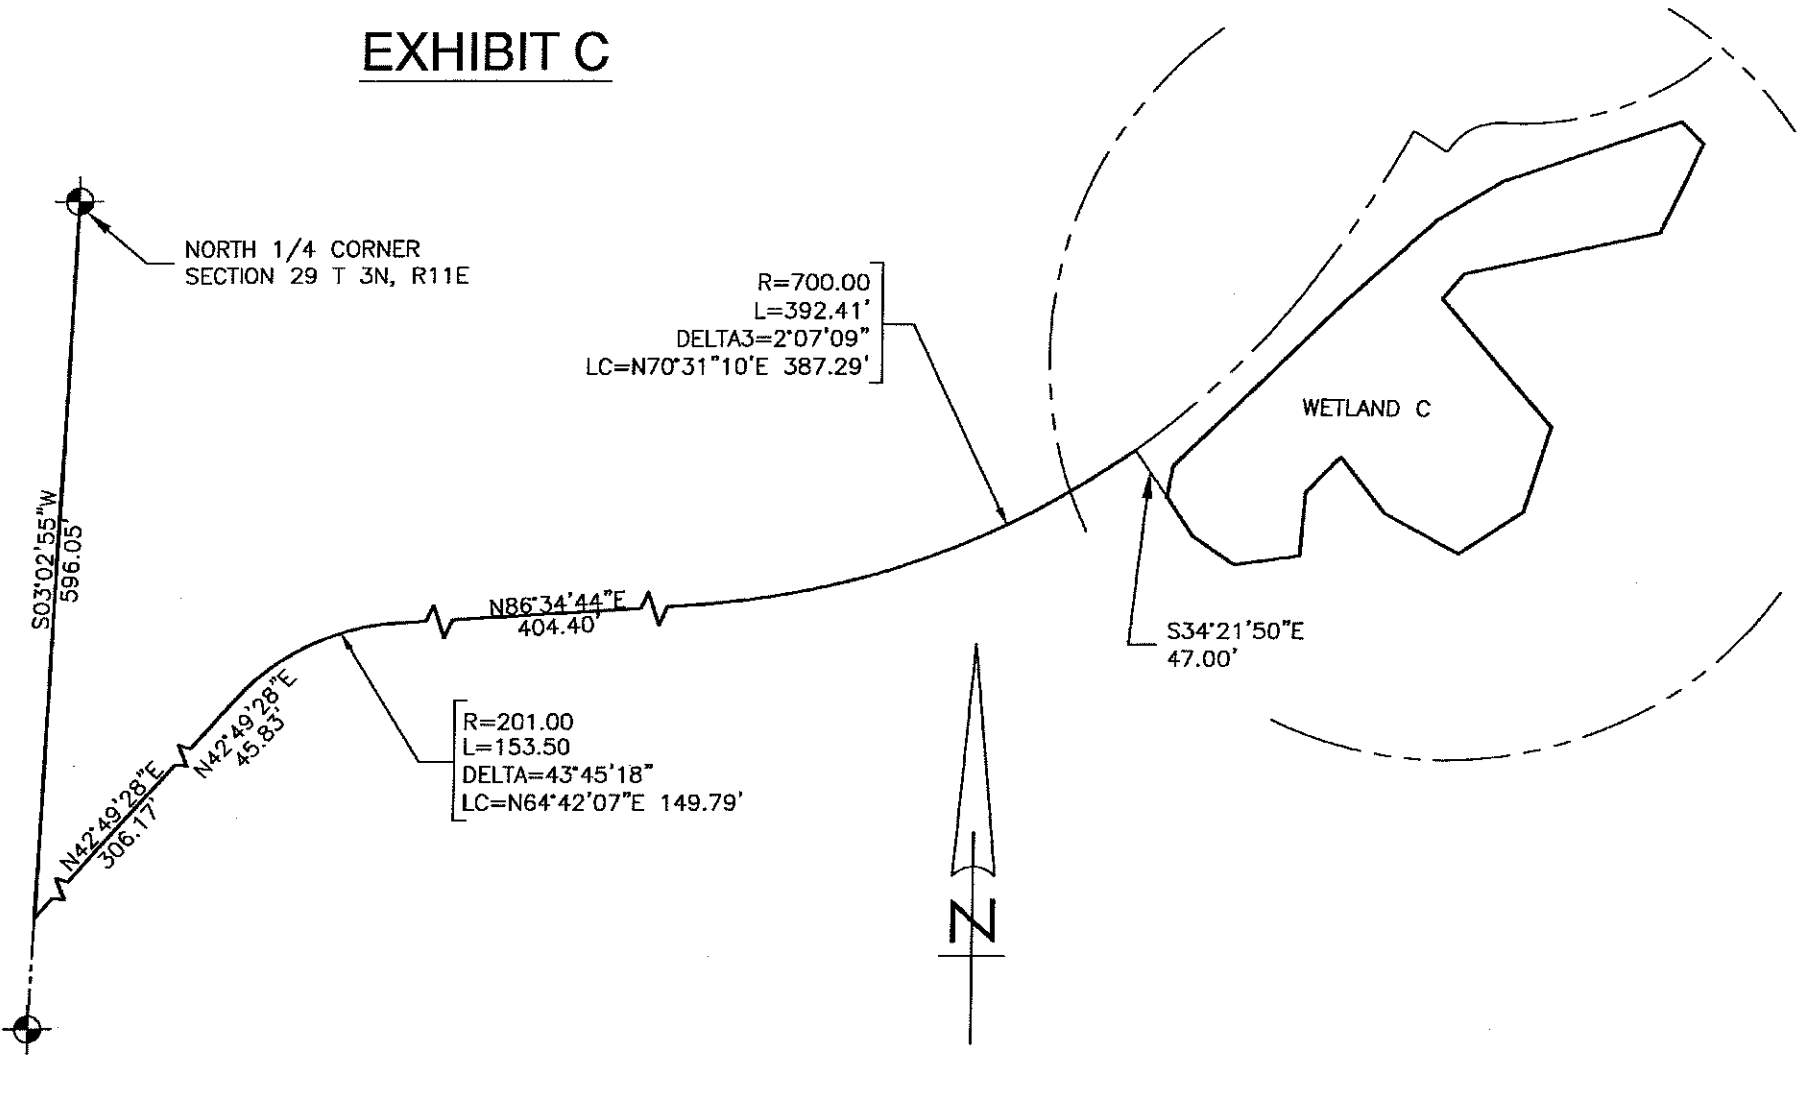 EXHIBIT C
NORTH 1/4 CORNER
SECTION 29 T 3N, R11E
R=700.00
L=392.41'
DELTA3=2°07'09"
LC=N70°31"10'E 387.29'
WETLAND C
S03°02'55"W
596.05'
N86°34'44"E
404.40'
S34°21'50"E
47.00'
N42°49'28"E
45.83'
R=201.00
L=153.50
DELTA=43°45'18"
LC=N64°42'07"E 149.79'
N42°49'28"E
306.17'
N